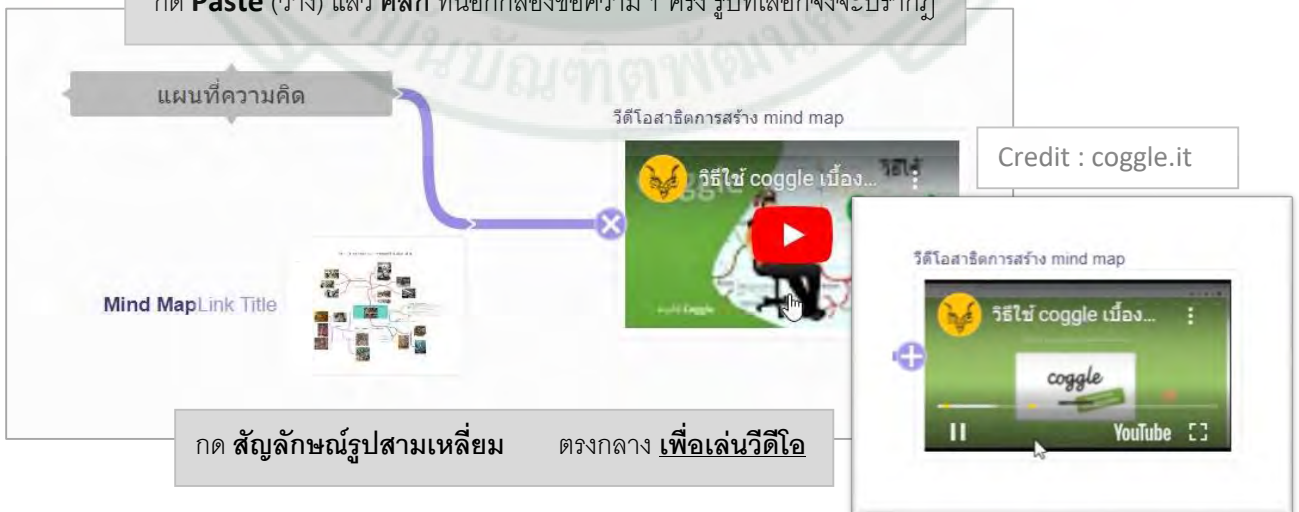 กด Paste (วาง) แล้ว คลิก ที่นอกกล่องข้อความ 1 ครั้ง รูปที่เลือกจึงจะปรากฏ
แผนที่ความคิด
วีดีโอสาธิตการสร้าง mind map
Credit : coggle.it
วิธีใช้ coggle เบื้อง...
วิธีใช้
Mind MapLink Title
วีดีโอสาธิตการสร้าง mind map
วิธีใช้ coggle เบื้อง...
coggle
YouTube
กด สัญลักษณ์รูปสามเหลี่ยม ตรงกลาง เพื่อเล่นวีดีโอ